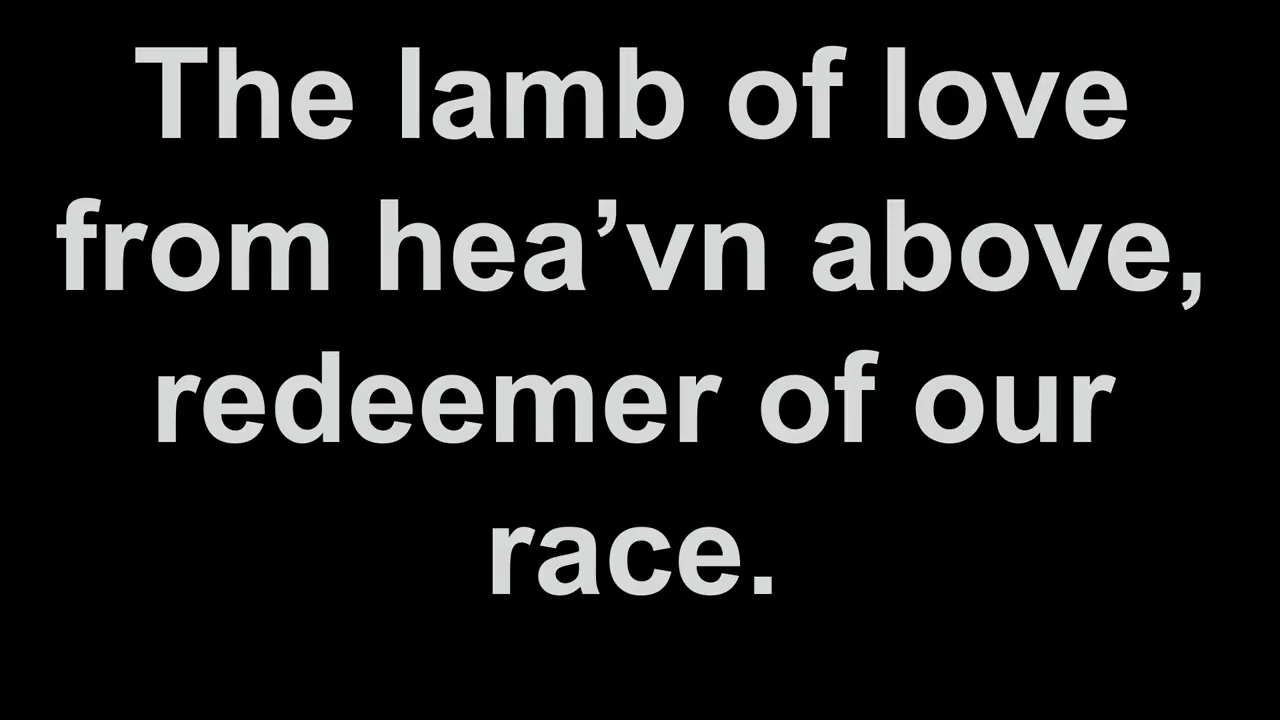 The lamb of love
from hea’vn above,
redeemer of our
race.